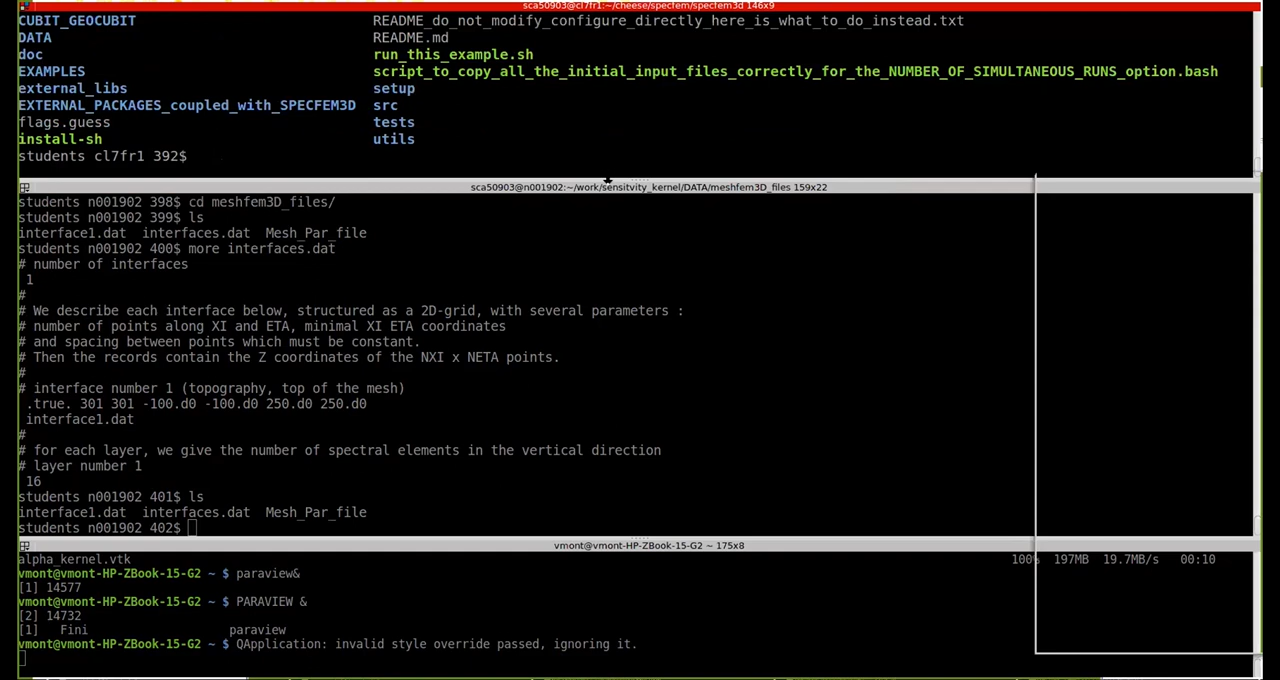 sca50903@cl7fr1:~/cheese/specfem/specfem3d 146x9
CUBIT_GEOCUBIT README_do_not_modify_configure_directly_here_is_what_to_do_instead.txt
DATA README.md
doc run_this_example.sh
EXAMPLES script_to_copy_all_the_initial_input_files_correctly_for_the_NUMBER_OF_SIMULTANEOUS_RUNS_option.bash
external_libs setup
EXTERNAL_PACKAGES_coupled_with_SPECFEM3D src
flags.guess tests
install-sh utils
students cl7fr1 392$
sca50903@n001902:~/work/sensitvity_kernel/DATA/meshfem3D_files 159x22
students n001902 398$ cd meshfem3D_files/
students n001902 399$ ls
interface1.dat interfaces.dat Mesh_Par_file
students n001902 400$ more interfaces.dat
# number of interfaces
1
#
# We describe each interface below, structured as a 2D-grid, with several parameters :
# number of points along XI and ETA, minimal XI ETA coordinates
# and spacing between points which must be constant.
# Then the records contain the Z coordinates of the NXI x NETA points.
#
# interface number 1 (topography, top of the mesh)
.true. 301 301 -100.d0 -100.d0 250.d0 250.d0
interface1.dat
#
# for each layer, we give the number of spectral elements in the vertical direction
# layer number 1
16
students n001902 401$ ls
interface1.dat interfaces.dat Mesh_Par_file
students n001902 402$
vmont@vmont-HP-ZBook-15-G2 ~ 175x8
alpha_kernel.vtk 100% 197MB 19.7MB/s 00:10
vmont@vmont-HP-ZBook-15-G2 ~ $ paraview&
[1] 14577
vmont@vmont-HP-ZBook-15-G2 ~ $ PARAVIEW &
[2] 14732
[1] Fini paraview
vmont@vmont-HP-ZBook-15-G2 ~ $ QApplication: invalid style override passed, ignoring it.